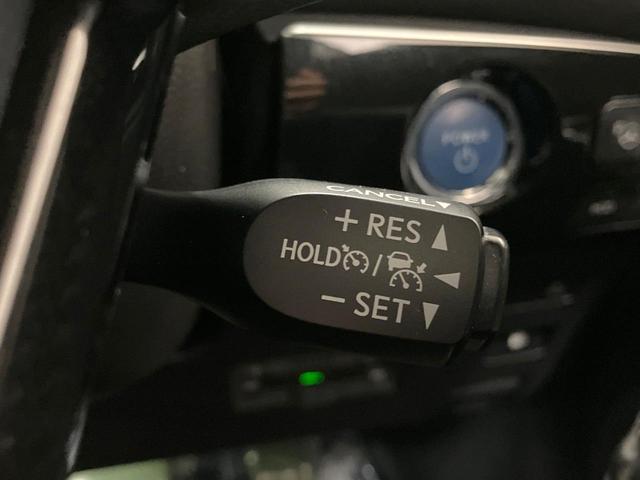 POWER
CANCEL▼
+ RES ▲
HOLD / ◀
− SET ▼